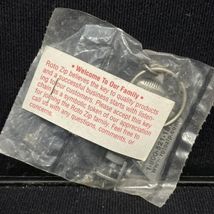 * Welcome To Our Family *
Roto Zip believes the key to quality products
and a successful business starts with listen-
ing to our customers. Please accept this key
chain as a symbolic token of our appreciation
for joining the Roto Zip family. Feel free to
call us with any questions, comments, or
concerns.